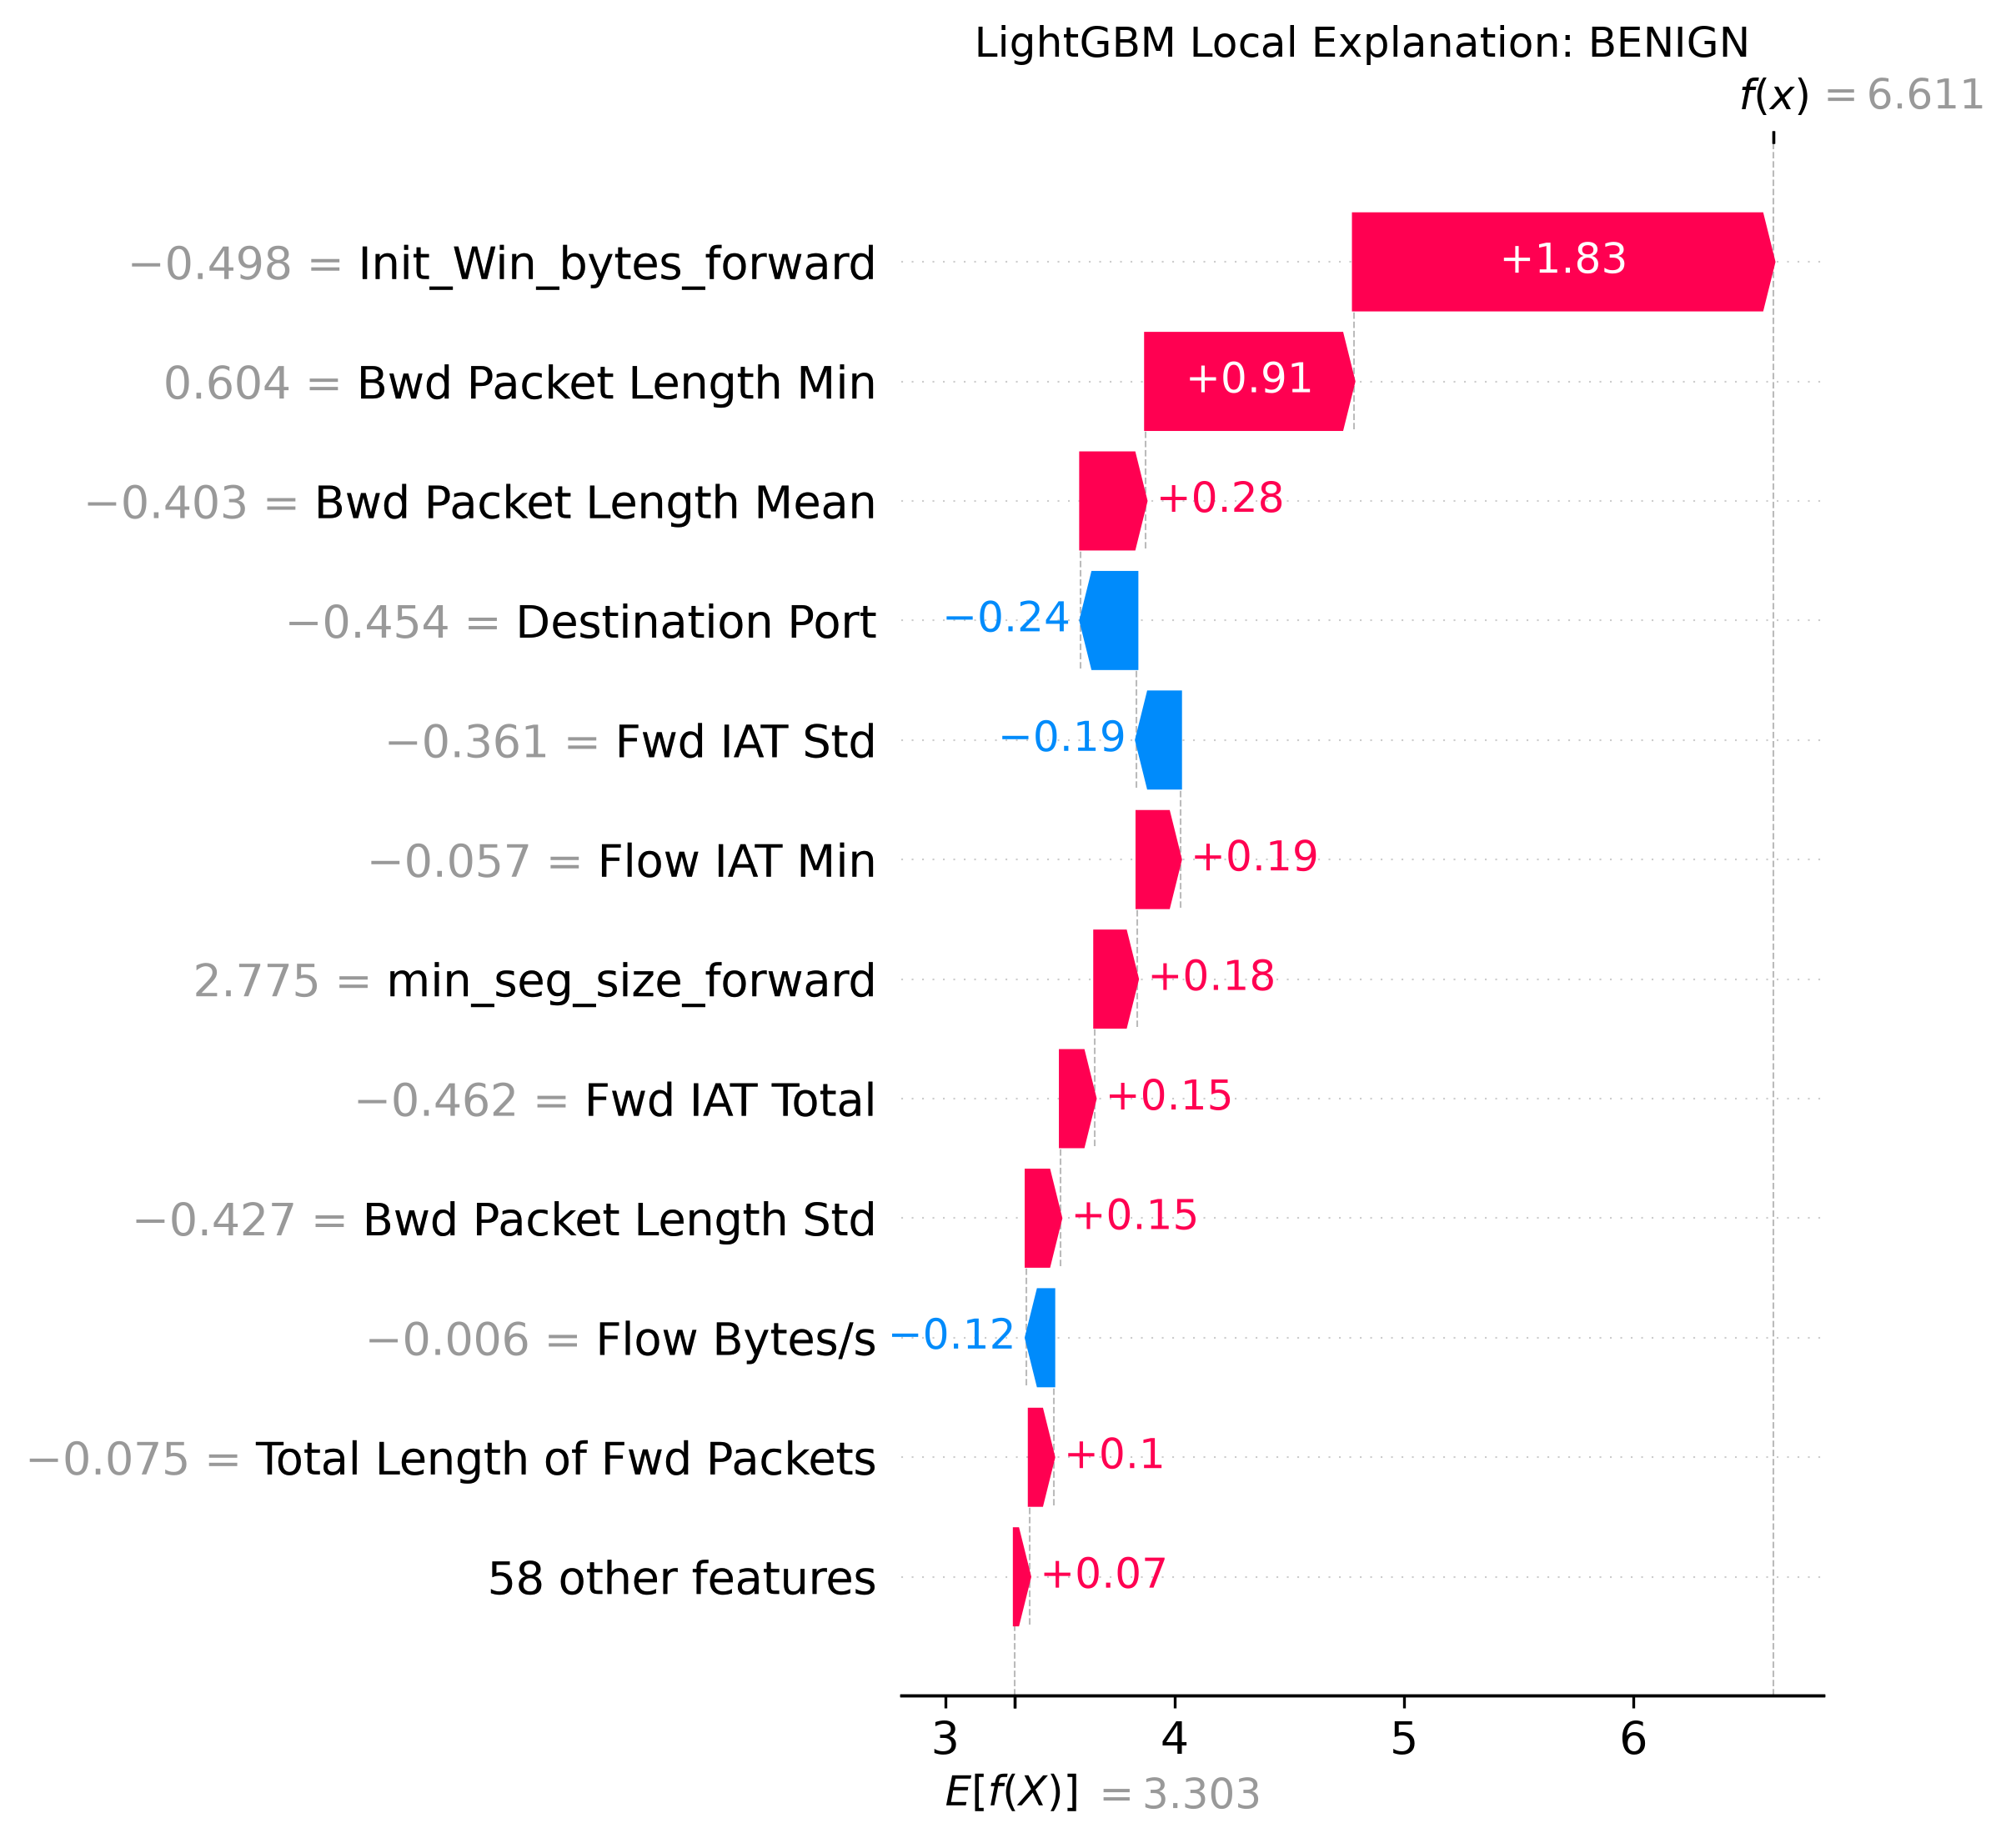 LightGBM Local Explanation: BENIGN
f(x) = 6.611
−0.498 = Init_Win_bytes_forward
+1.83
0.604 = Bwd Packet Length Min
+0.91
−0.403 = Bwd Packet Length Mean
+0.28
−0.454 = Destination Port
−0.24
−0.361 = Fwd IAT Std
−0.19
−0.057 = Flow IAT Min
+0.19
2.775 = min_seg_size_forward
+0.18
−0.462 = Fwd IAT Total
+0.15
−0.427 = Bwd Packet Length Std
+0.15
−0.006 = Flow Bytes/s
−0.12
−0.075 = Total Length of Fwd Packets
+0.1
58 other features
+0.07
3 4 5 6
E[f(X)] = 3.303